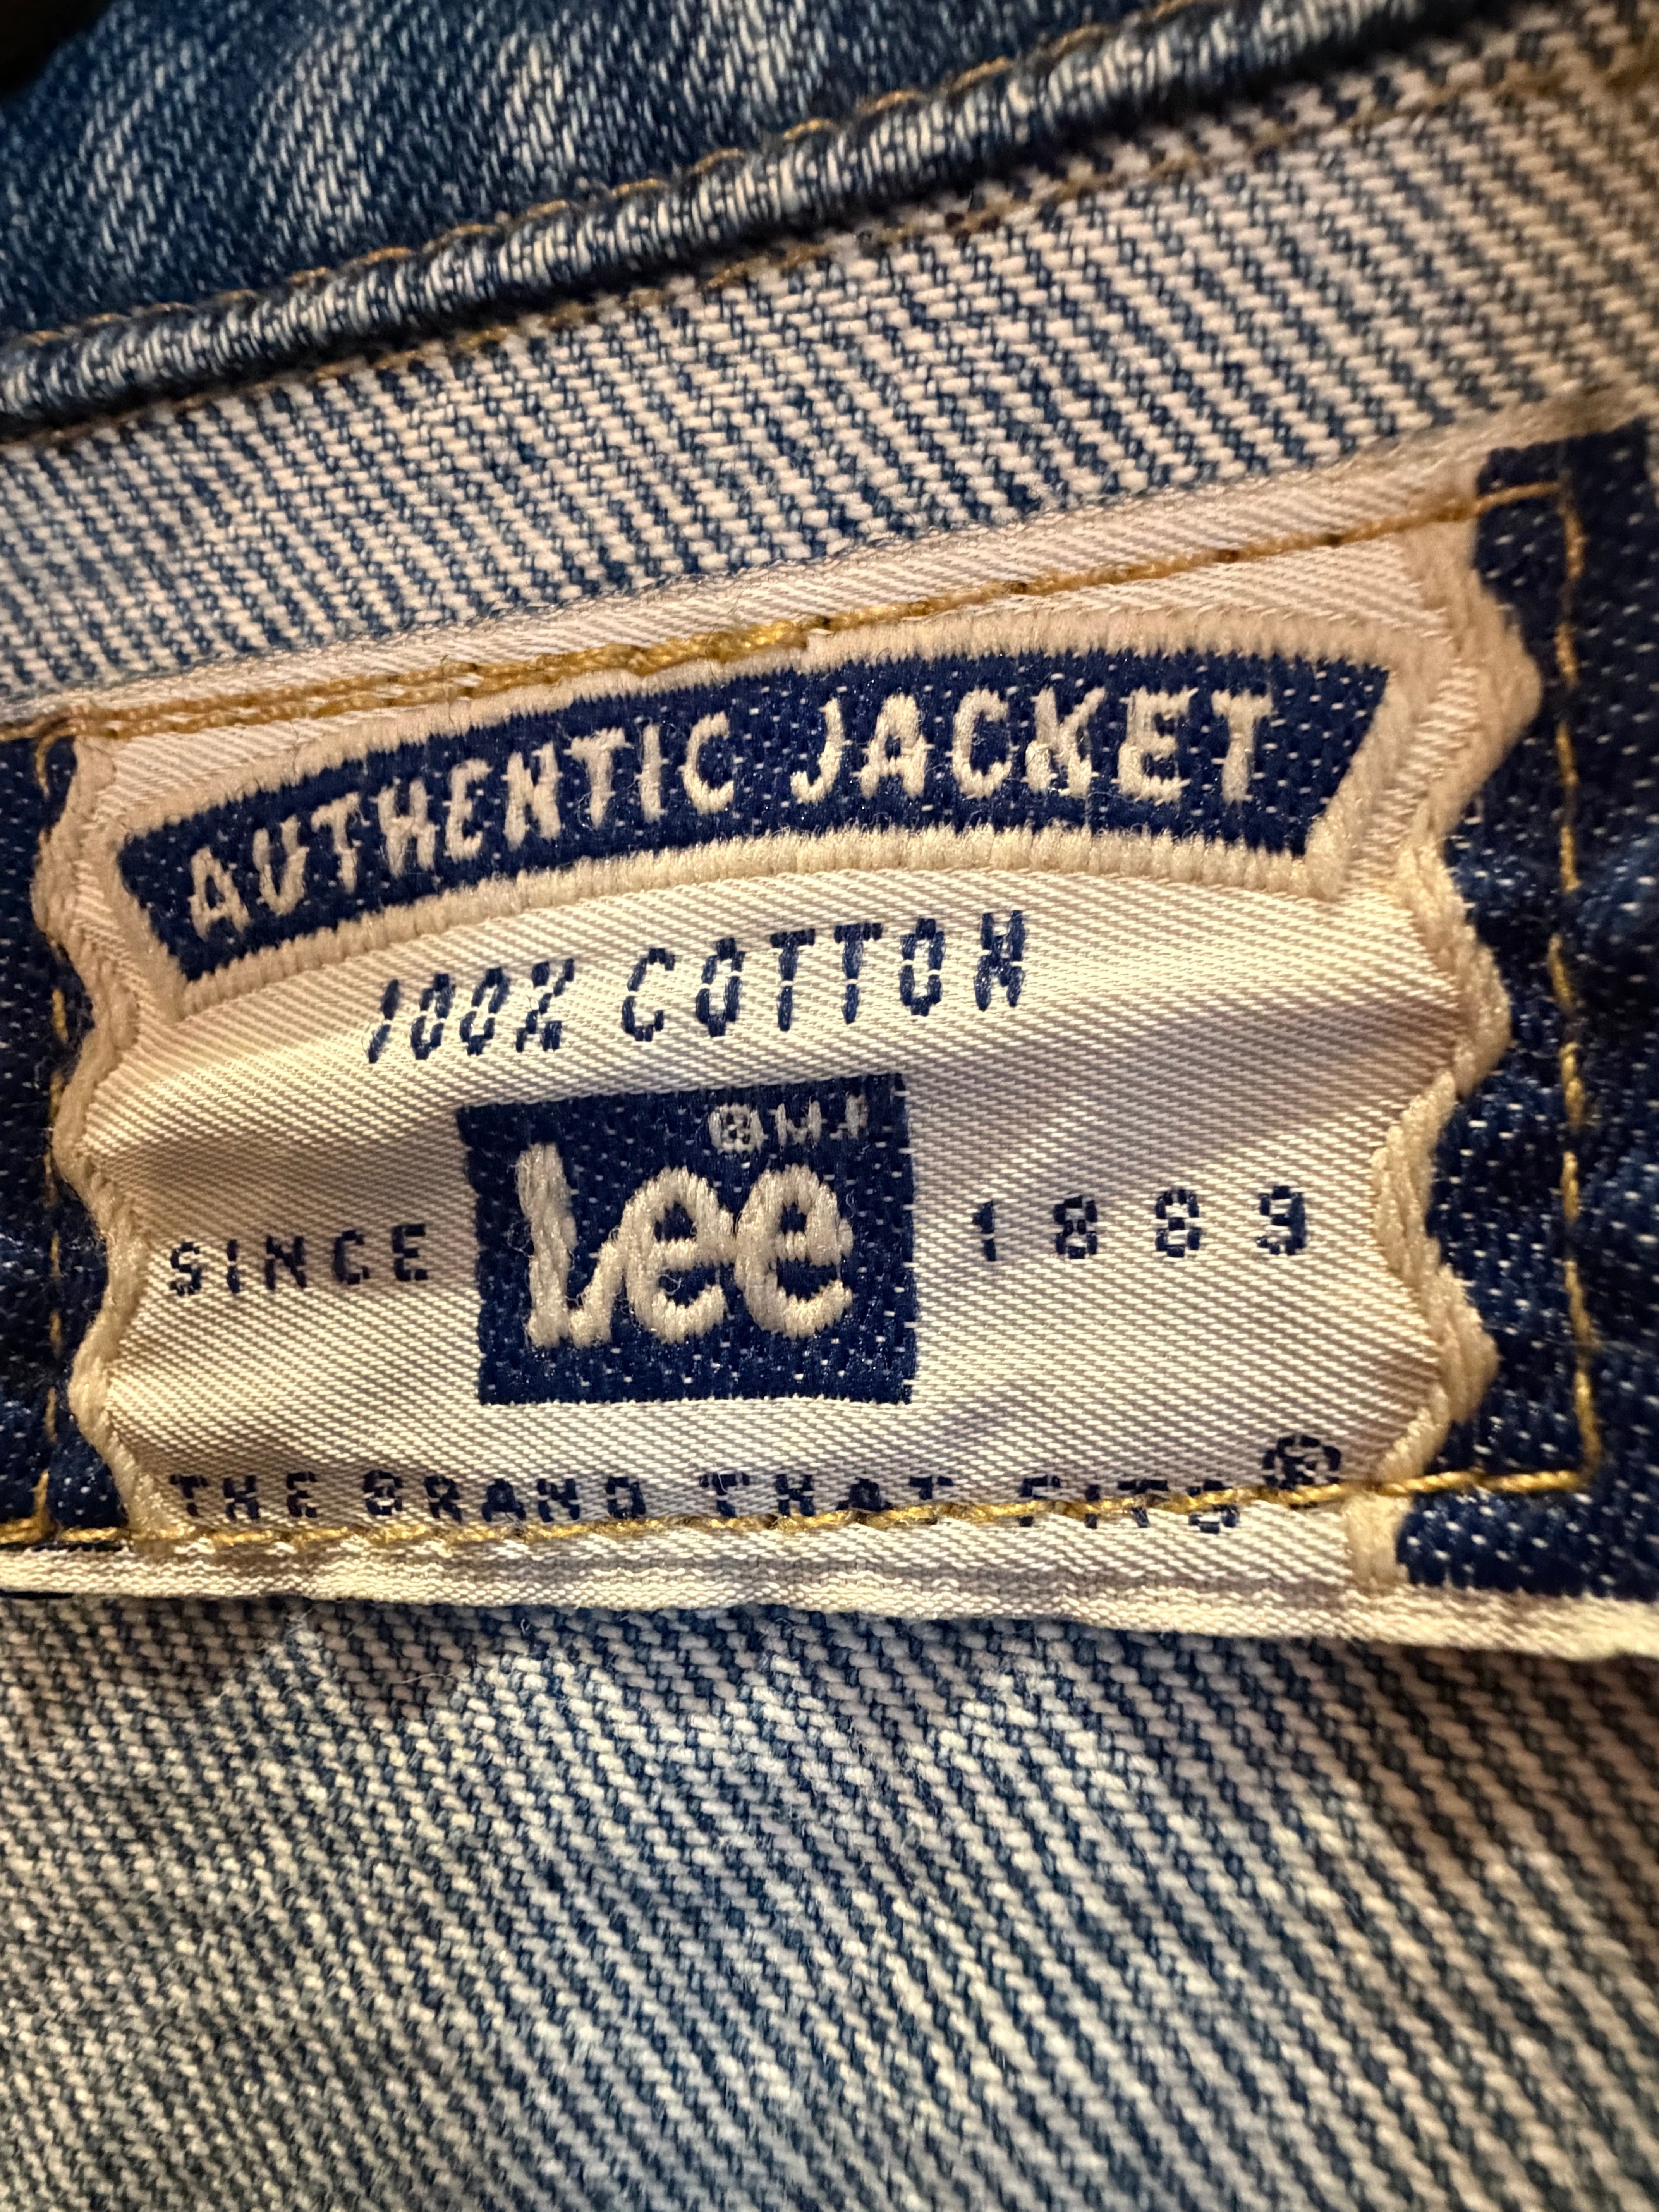 AUTHENTIC JACKET
100% COTTON
SINCE Lee ® M.R. 1889
THE BRAND THAT FITS®